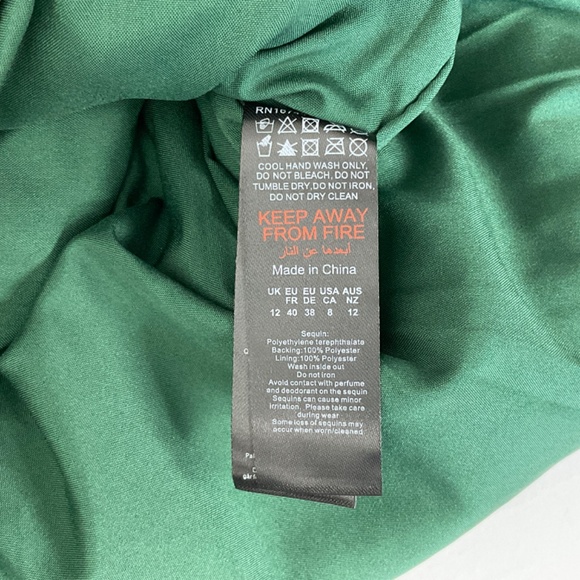 COOL HAND WASH ONLY,
DO NOT BLEACH, DO NOT
TUMBLE DRY, DO NOT IRON,
DO NOT DRY CLEAN
KEEP AWAY
FROM FIRE
أبعدها عن النار
Made in China
UK EU EU USA AUS
FR DE CA NZ
12 40 38 8 12
Sequin:
Polyethylene terephthalate
Backing:100% Polyester
Lining:100% Polyester
Wash inside out
Do not iron
Avoid contact with perfume
and deodorant on the sequin
Sequins can cause minor
irritation. Please take care
during wear
Some loss of sequins may
occur when worn/cleaned